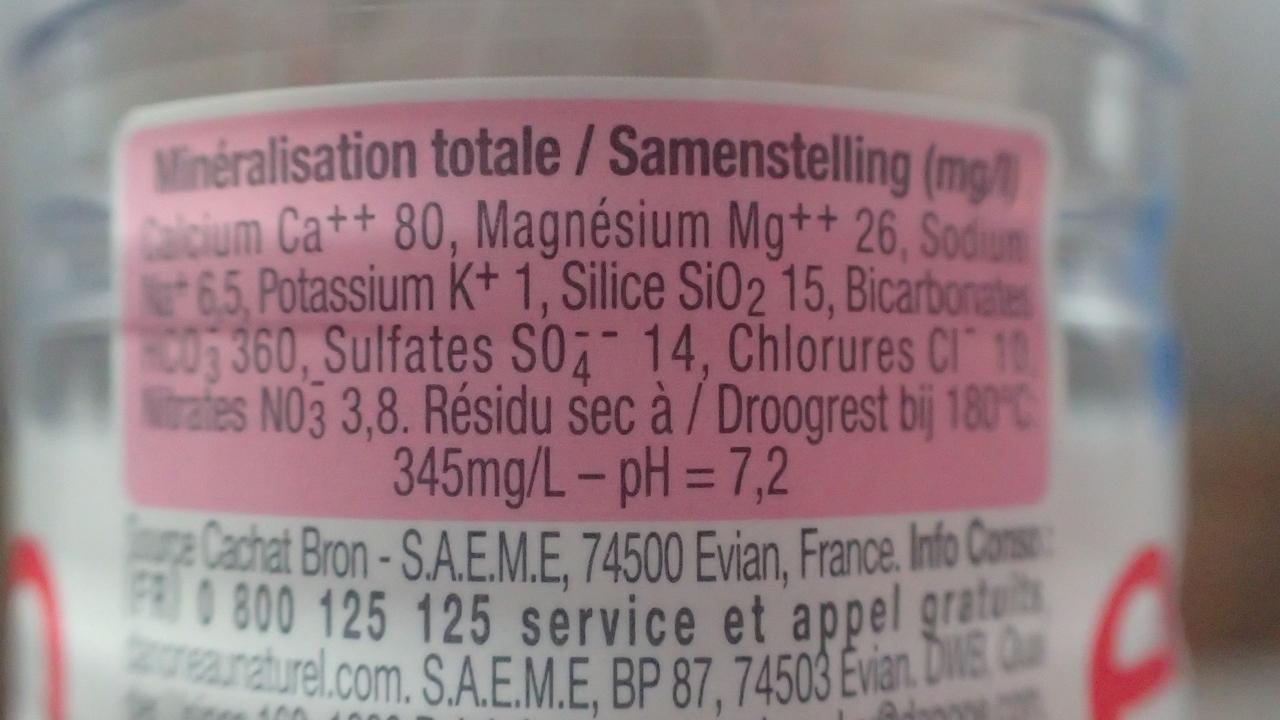 Minéralisation totale / Samenstelling (mg/l)
Calcium Ca++ 80, Magnésium Mg++ 26, Sodium
Na+ 6,5, Potassium K+ 1, Silice SiO2 15, Bicarbonates
HCO3- 360, Sulfates SO4-- 14, Chlorures Cl- 10,
Nitrates NO3- 3,8. Résidu sec à / Droogrest bij 180°C:
345mg/L – pH = 7,2
Source Cachat Bron - S.A.E.M.E, 74500 Evian, France. Info Conso :
(FR) 0 800 125 125 service et appel gratuits.
danoneaunaturel.com. S.A.E.M.E, BP 87, 74503 Evian. DWB.